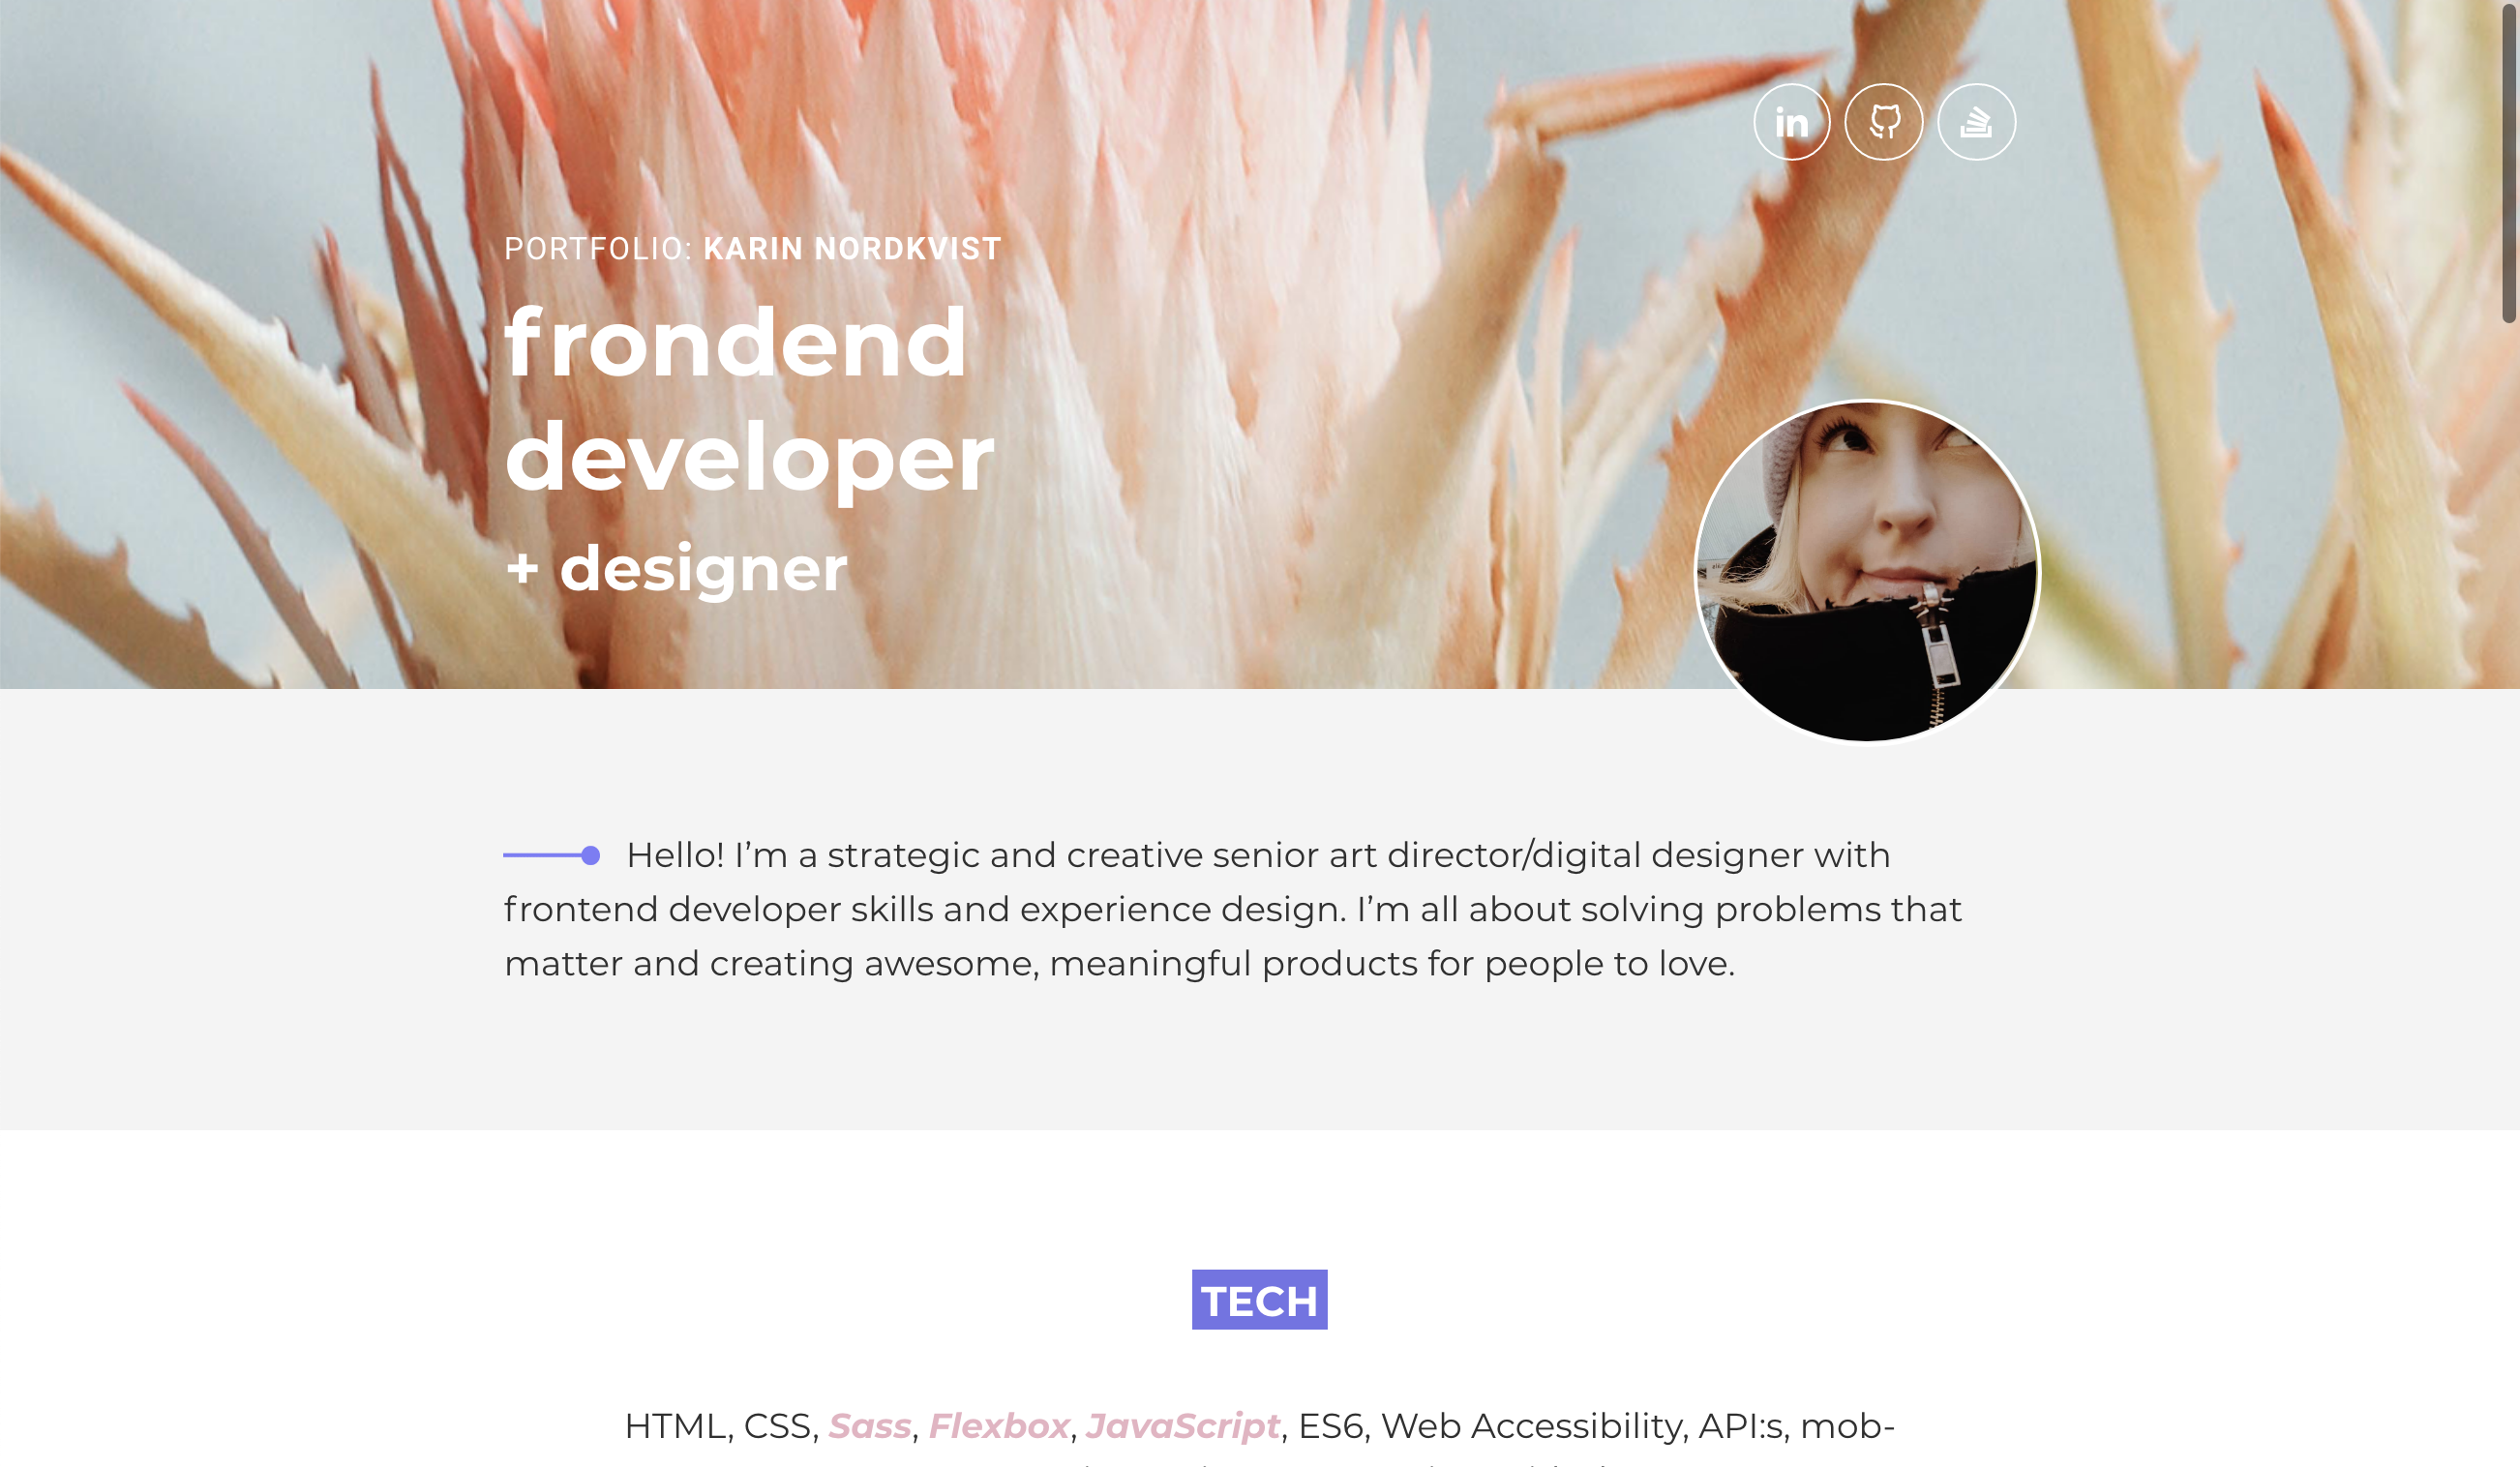 in
PORTFOLIO: KARIN NORDKVIST
frondend
developer
+ designer
Hello! I’m a strategic and creative senior art director/digital designer with
frontend developer skills and experience design. I’m all about solving problems that
matter and creating awesome, meaningful products for people to love.
TECH
HTML, CSS, Sass, Flexbox, JavaScript, ES6, Web Accessibility, API:s, mob-